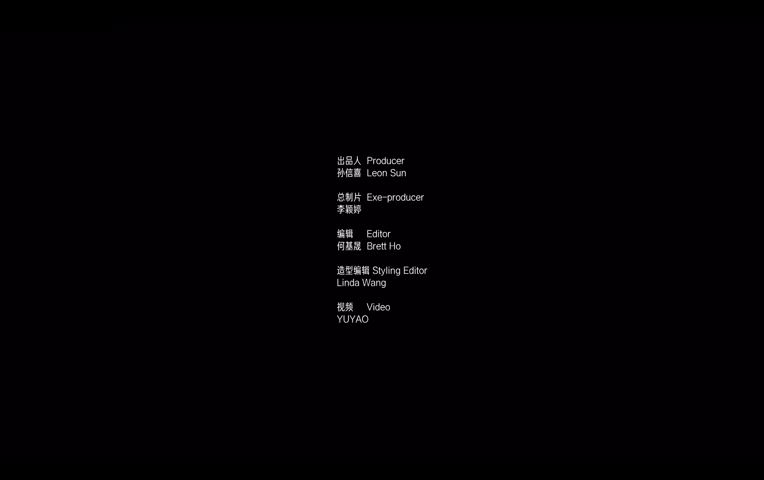 出品人 Producer
孙信嘉 Leon Sun
总制片 Exe-producer
李颖婷
编辑 Editor
何基晟 Brett Ho
造型编辑 Styling Editor
Linda Wang
视频 Video
YUYAO